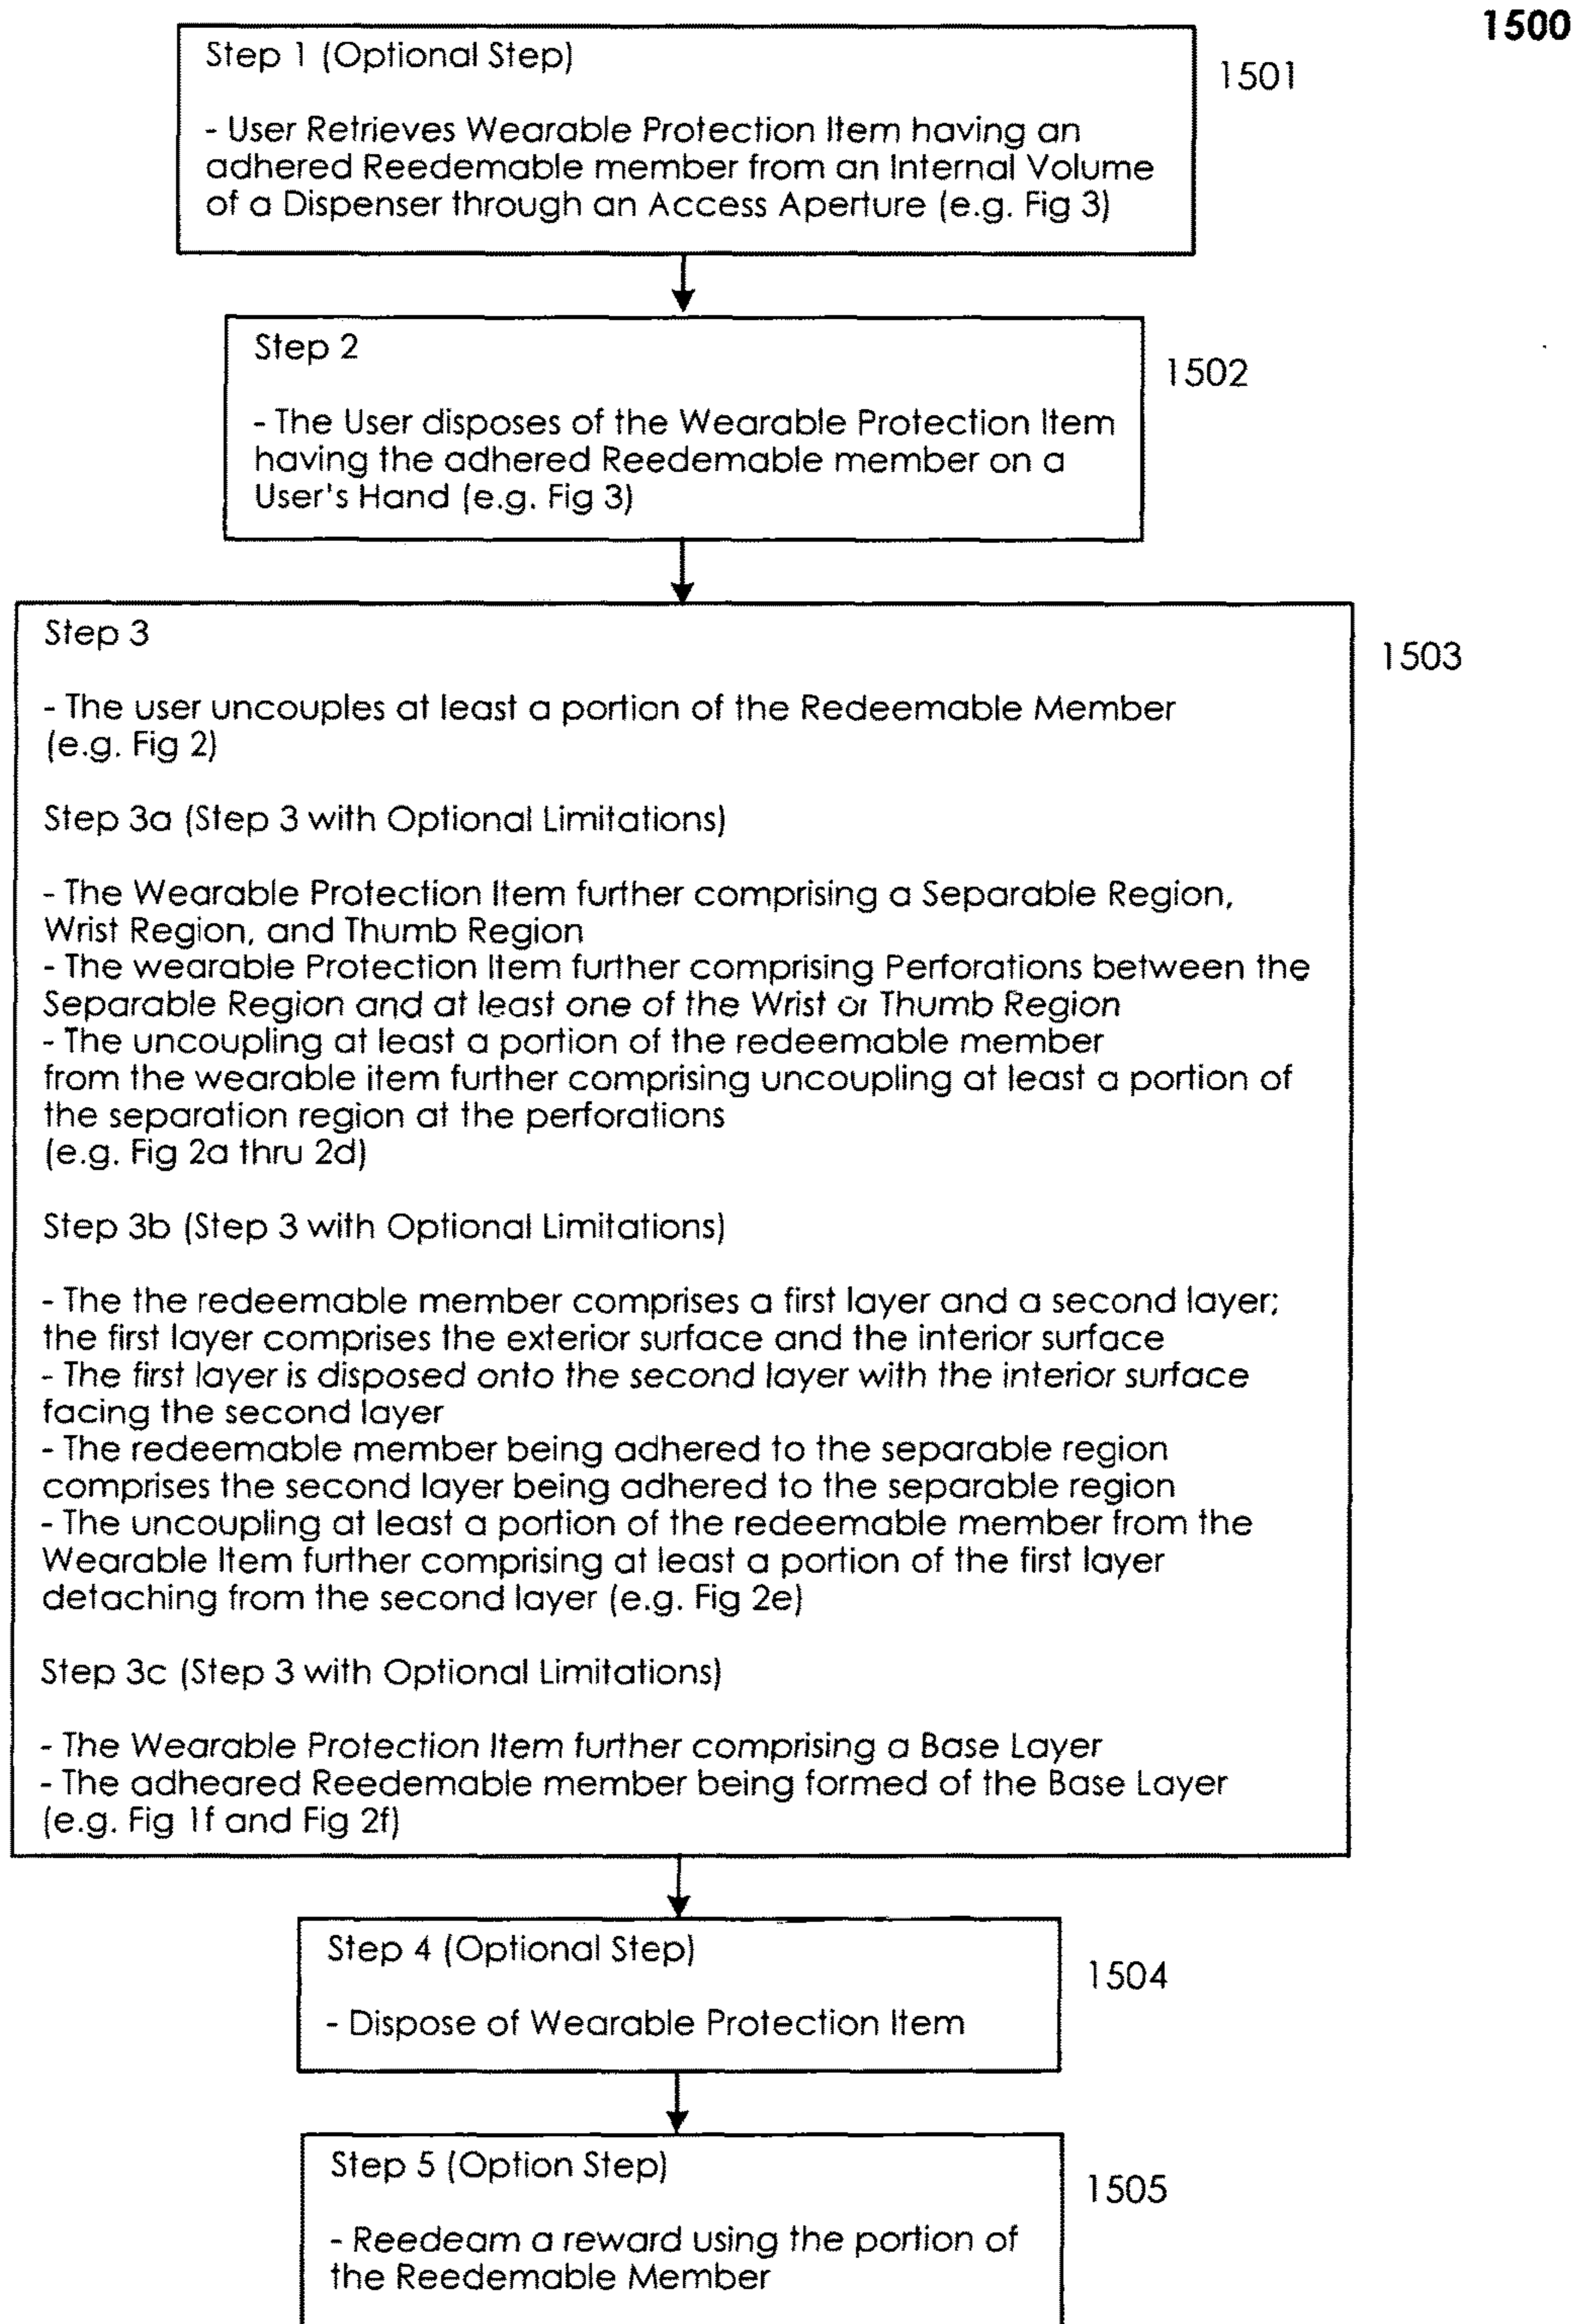 1500
Step 1 (Optional Step)
1501
- User Retrieves Wearable Protection Item having an
adhered Reedemable member from an Internal Volume
of a Dispenser through an Access Aperture (e.g. Fig 3)
Step 2
1502
- The User disposes of the Wearable Protection Item
having the adhered Reedemable member on a
User's Hand (e.g. Fig 3)
Step 3
1503
- The user uncouples at least a portion of the Redeemable Member
(e.g. Fig 2)
Step 3a (Step 3 with Optional Limitations)
- The Wearable Protection Item further comprising a Separable Region,
Wrist Region, and Thumb Region
- The wearable Protection Item further comprising Perforations between the
Separable Region and at least one of the Wrist or Thumb Region
- The uncoupling at least a portion of the redeemable member
from the wearable item further comprising uncoupling at least a portion of
the separation region at the perforations
(e.g. Fig 2a thru 2d)
Step 3b (Step 3 with Optional Limitations)
- The the redeemable member comprises a first layer and a second layer;
the first layer comprises the exterior surface and the interior surface
- The first layer is disposed onto the second layer with the interior surface
facing the second layer
- The redeemable member being adhered to the separable region
comprises the second layer being adhered to the separable region
- The uncoupling at least a portion of the redeemable member from the
Wearable Item further comprising at least a portion of the first layer
detaching from the second layer (e.g. Fig 2e)
Step 3c (Step 3 with Optional Limitations)
- The Wearable Protection Item further comprising a Base Layer
- The adheared Reedemable member being formed of the Base Layer
(e.g. Fig 1f and Fig 2f)
Step 4 (Optional Step)
1504
- Dispose of Wearable Protection Item
Step 5 (Option Step)
1505
- Reedeam a reward using the portion of
the Reedemable Member